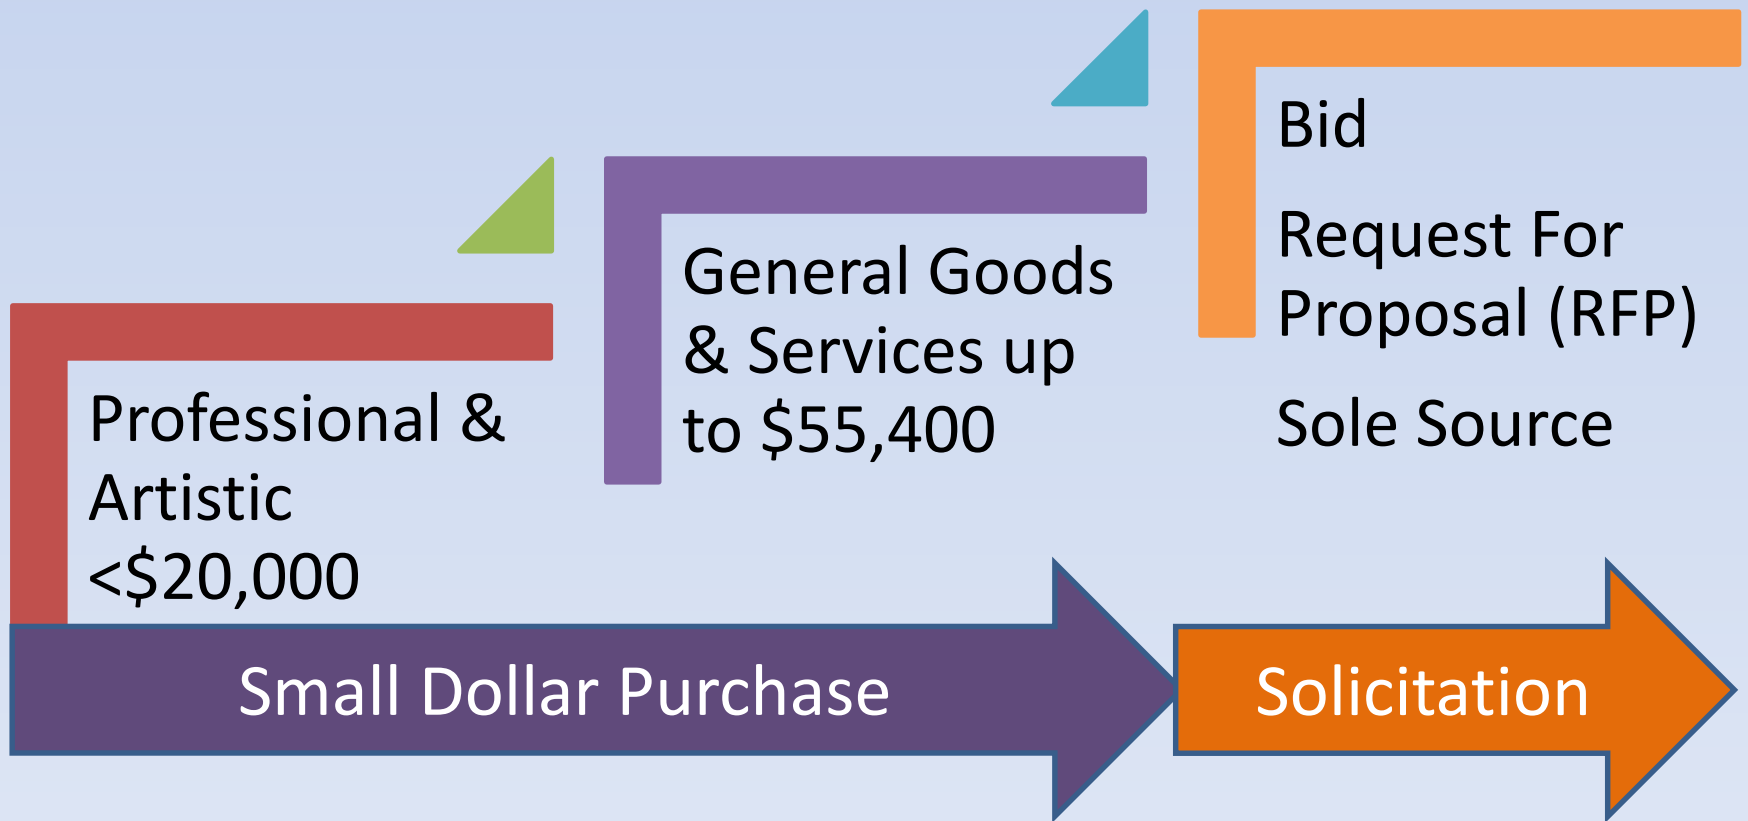 Professional &
Artistic
<$20,000
General Goods
& Services up
to $55,400
Bid
Request For
Proposal (RFP)
Sole Source
Small Dollar Purchase
Solicitation